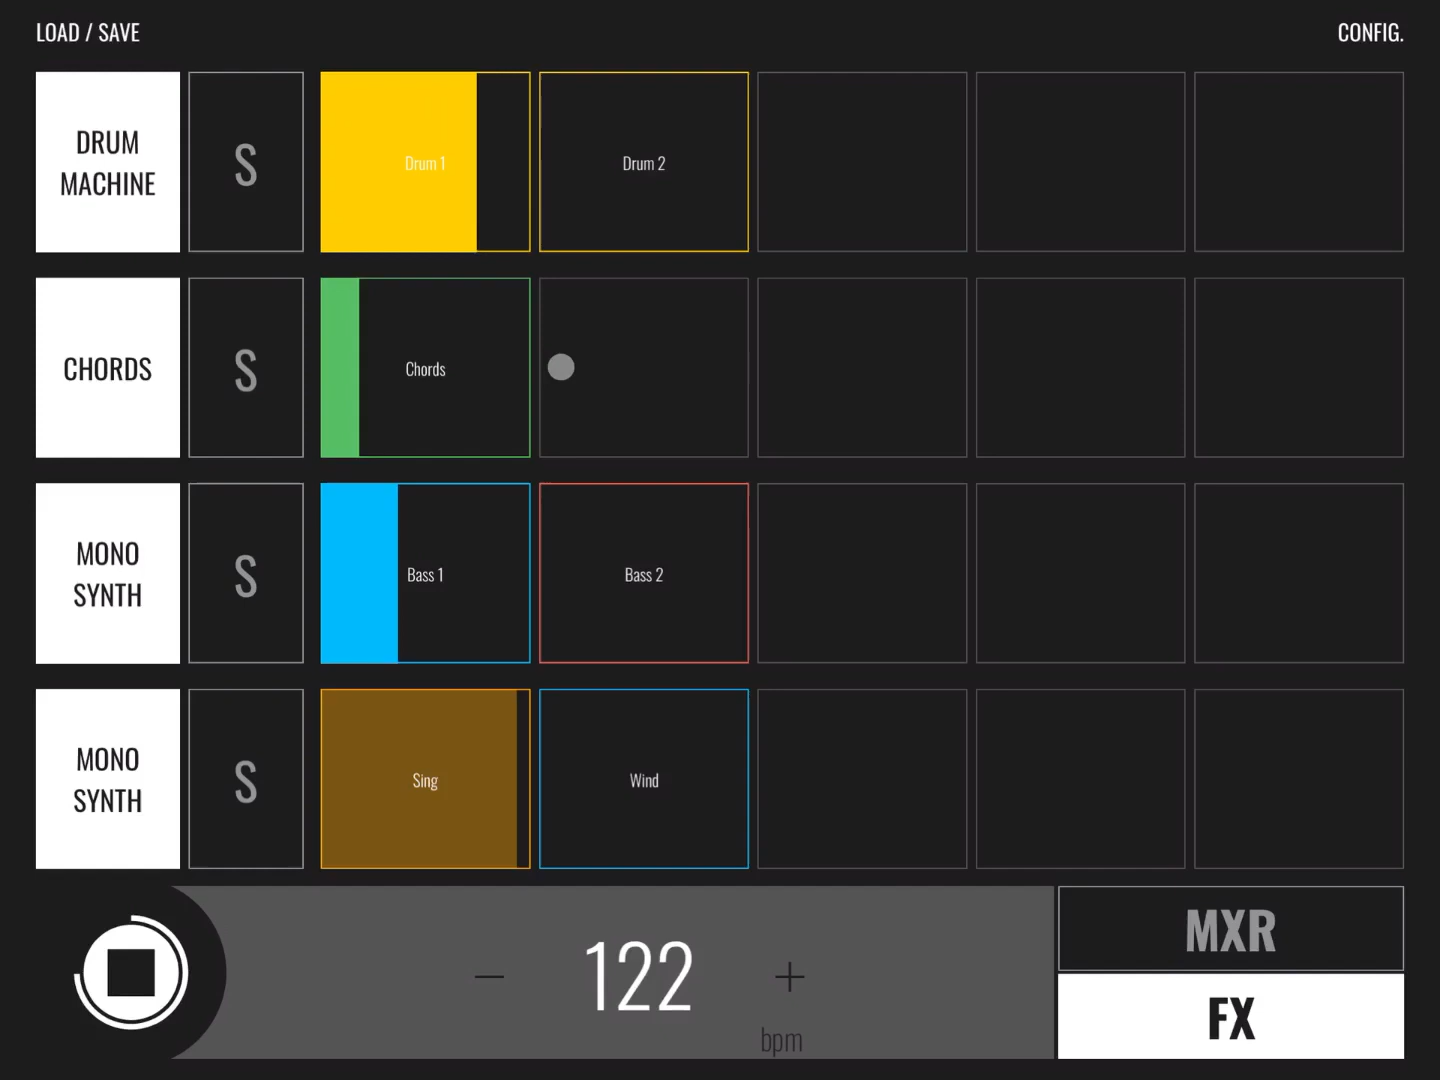 LOAD / SAVE
CONFIG.
DRUM
MACHINE
S
Drum 1
Drum 2
CHORDS
S
Chords
MONO
SYNTH
S
Bass 1
Bass 2
MONO
SYNTH
S
Sing
Wind
122
bpm
MXR
FX